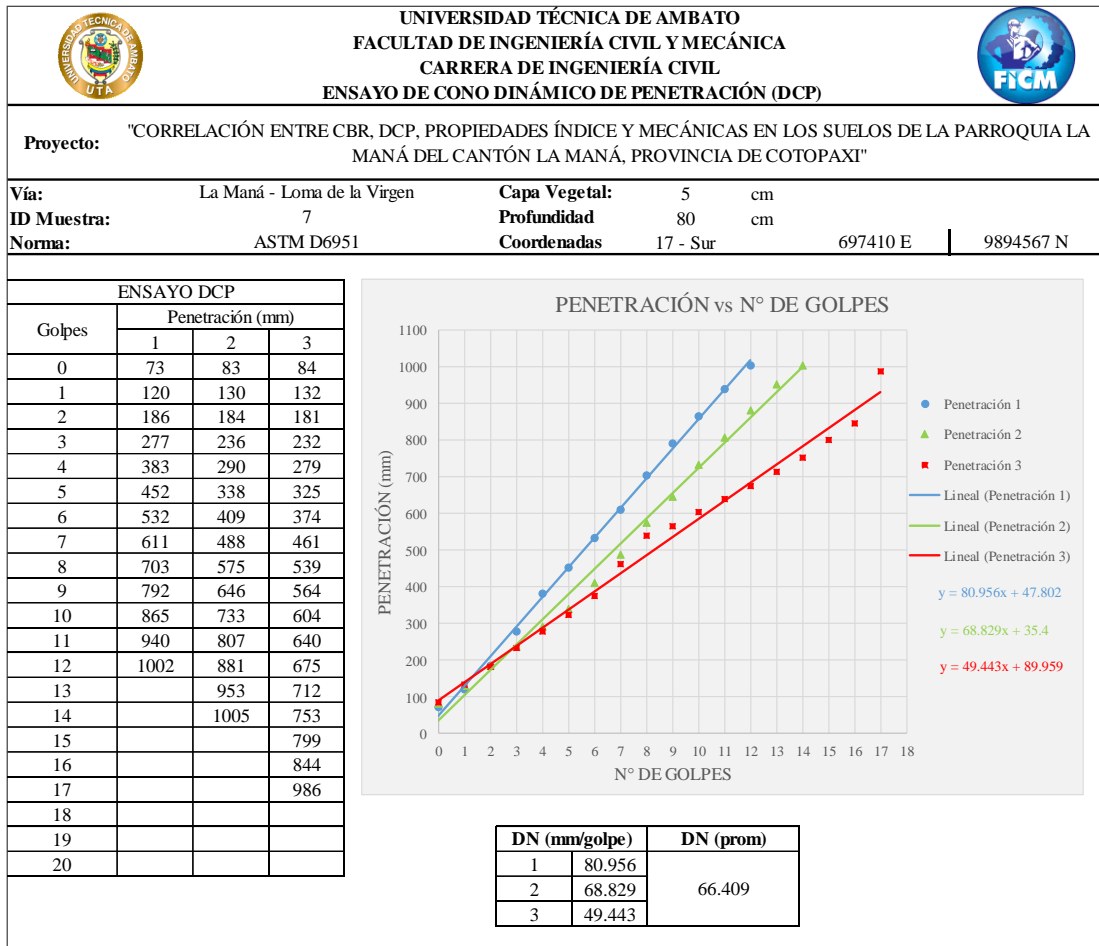 UNIVERSIDAD TÉCNICA DE AMBATO
FACULTAD DE INGENIERÍA CIVIL Y MECÁNICA
CARRERA DE INGENIERÍA CIVIL
ENSAYO DE CONO DINÁMICO DE PENETRACIÓN (DCP)
UNIVERSIDAD TECNICA DE AMBATO
UTA
FICM
Proyecto: "CORRELACIÓN ENTRE CBR, DCP, PROPIEDADES ÍNDICE Y MECÁNICAS EN LOS SUELOS DE LA PARROQUIA LA
MANÁ DEL CANTÓN LA MANÁ, PROVINCIA DE COTOPAXI"
Vía: La Maná - Loma de la Virgen Capa Vegetal: 5 cm
ID Muestra: 7 Profundidad 80 cm
Norma: ASTM D6951 Coordenadas 17 - Sur 697410 E 9894567 N
ENSAYO DCP
Golpes Penetración (mm)
1 2 3
0 73 83 84
1 120 130 132
2 186 184 181
3 277 236 232
4 383 290 279
5 452 338 325
6 532 409 374
7 611 488 461
8 703 575 539
9 792 646 564
10 865 733 604
11 940 807 640
12 1002 881 675
13 953 712
14 1005 753
15 799
16 844
17 986
18
19
20
PENETRACIÓN vs N° DE GOLPES
PENETRACIÓN (mm)
1100
1000
900
800
700
600
500
400
300
200
100
0
0 1 2 3 4 5 6 7 8 9 10 11 12 13 14 15 16 17 18
N° DE GOLPES
Penetración 1
Penetración 2
Penetración 3
Lineal (Penetración 1)
Lineal (Penetración 2)
Lineal (Penetración 3)
y = 80.956x + 47.802
y = 68.829x + 35.4
y = 49.443x + 89.959
DN (mm/golpe) DN (prom)
1 80.956
2 68.829 66.409
3 49.443